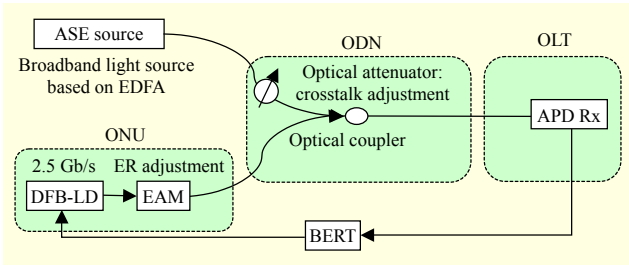 ASE source
Broadband light source
based on EDFA
ODN
OLT
Optical attenuator:
crosstalk adjustment
APD Rx
Optical coupler
ONU
2.5 Gb/s
ER adjustment
DFB-LD
EAM
BERT